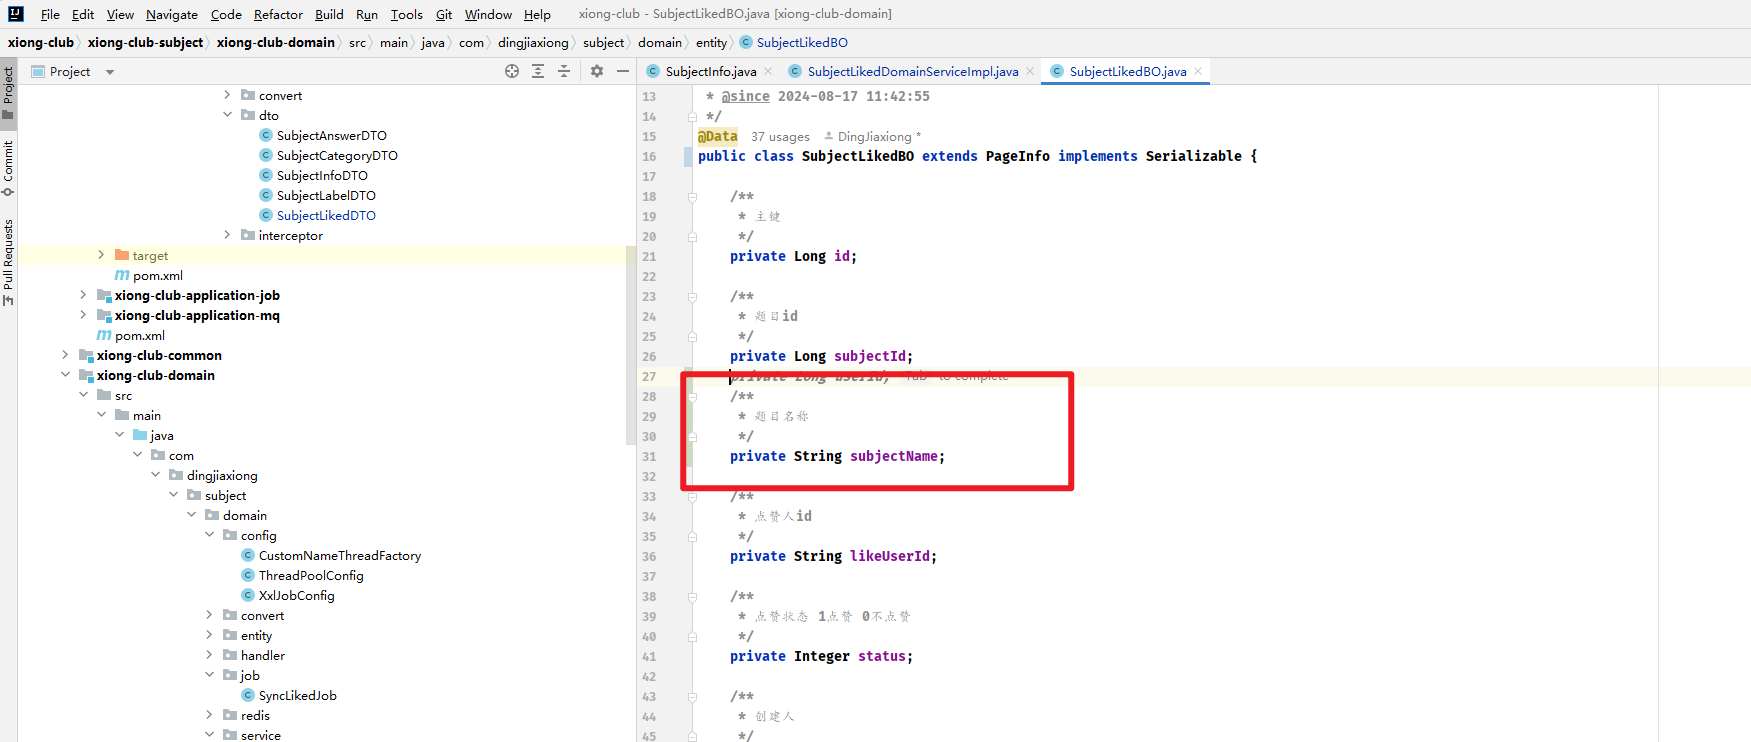 File Edit View Navigate Code Refactor Build Run Tools Git Window Help xiong-club - SubjectLikedBO.java [xiong-club-domain]
xiong-club xiong-club-subject xiong-club-domain src main java com dingjiaxiong subject domain entity SubjectLikedBO
Project
Commit
Pull Requests
Project
convert
dto
SubjectAnswerDTO
SubjectCategoryDTO
SubjectInfoDTO
SubjectLabelDTO
SubjectLikedDTO
interceptor
target
pom.xml
xiong-club-application-job
xiong-club-application-mq
pom.xml
xiong-club-common
xiong-club-domain
src
main
java
com
dingjiaxiong
subject
domain
config
CustomNameThreadFactory
ThreadPoolConfig
XxlJobConfig
convert
entity
handler
job
SyncLikedJob
redis
service
SubjectInfo.java SubjectLikedDomainServiceImpl.java SubjectLikedBO.java
13 * @since 2024-08-17 11:42:55
14 */
15 @Data 37 usages DingJiaxiong *
16 public class SubjectLikedBO extends PageInfo implements Serializable {
17
18 /**
19 * 主键
20 */
21 private Long id;
22
23 /**
24 * 题目id
25 */
26 private Long subjectId;
27 private Long userId; Tab to complete
28 /**
29 * 题目名称
30 */
31 private String subjectName;
32
33 /**
34 * 点赞人id
35 */
36 private String likeUserId;
37
38 /**
39 * 点赞状态 1点赞 0不点赞
40 */
41 private Integer status;
42
43 /**
44 * 创建人
45 */